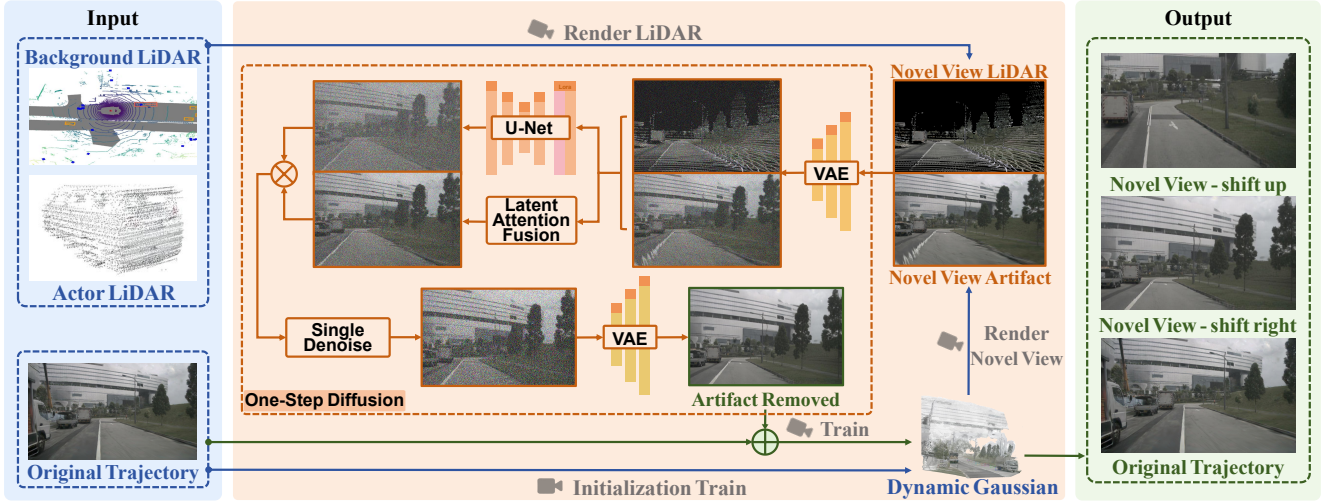 Input
Background LiDAR
Actor LiDAR
Original Trajectory
Render LiDAR
Novel View LiDAR
Novel View Artifact
VAE
Lora
U-Net
Latent
Attention
Fusion
Single
Denoise
VAE
Artifact Removed
One-Step Diffusion
Render
Novel View
Train
Initialization Train
Dynamic Gaussian
Output
Novel View - shift up
Novel View - shift right
Original Trajectory